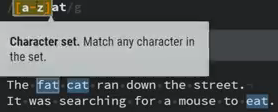 /[a-z]at/g
Character set. Match any character in
the set.
The fat cat ran down the street.
It was searching for a mouse to eat.